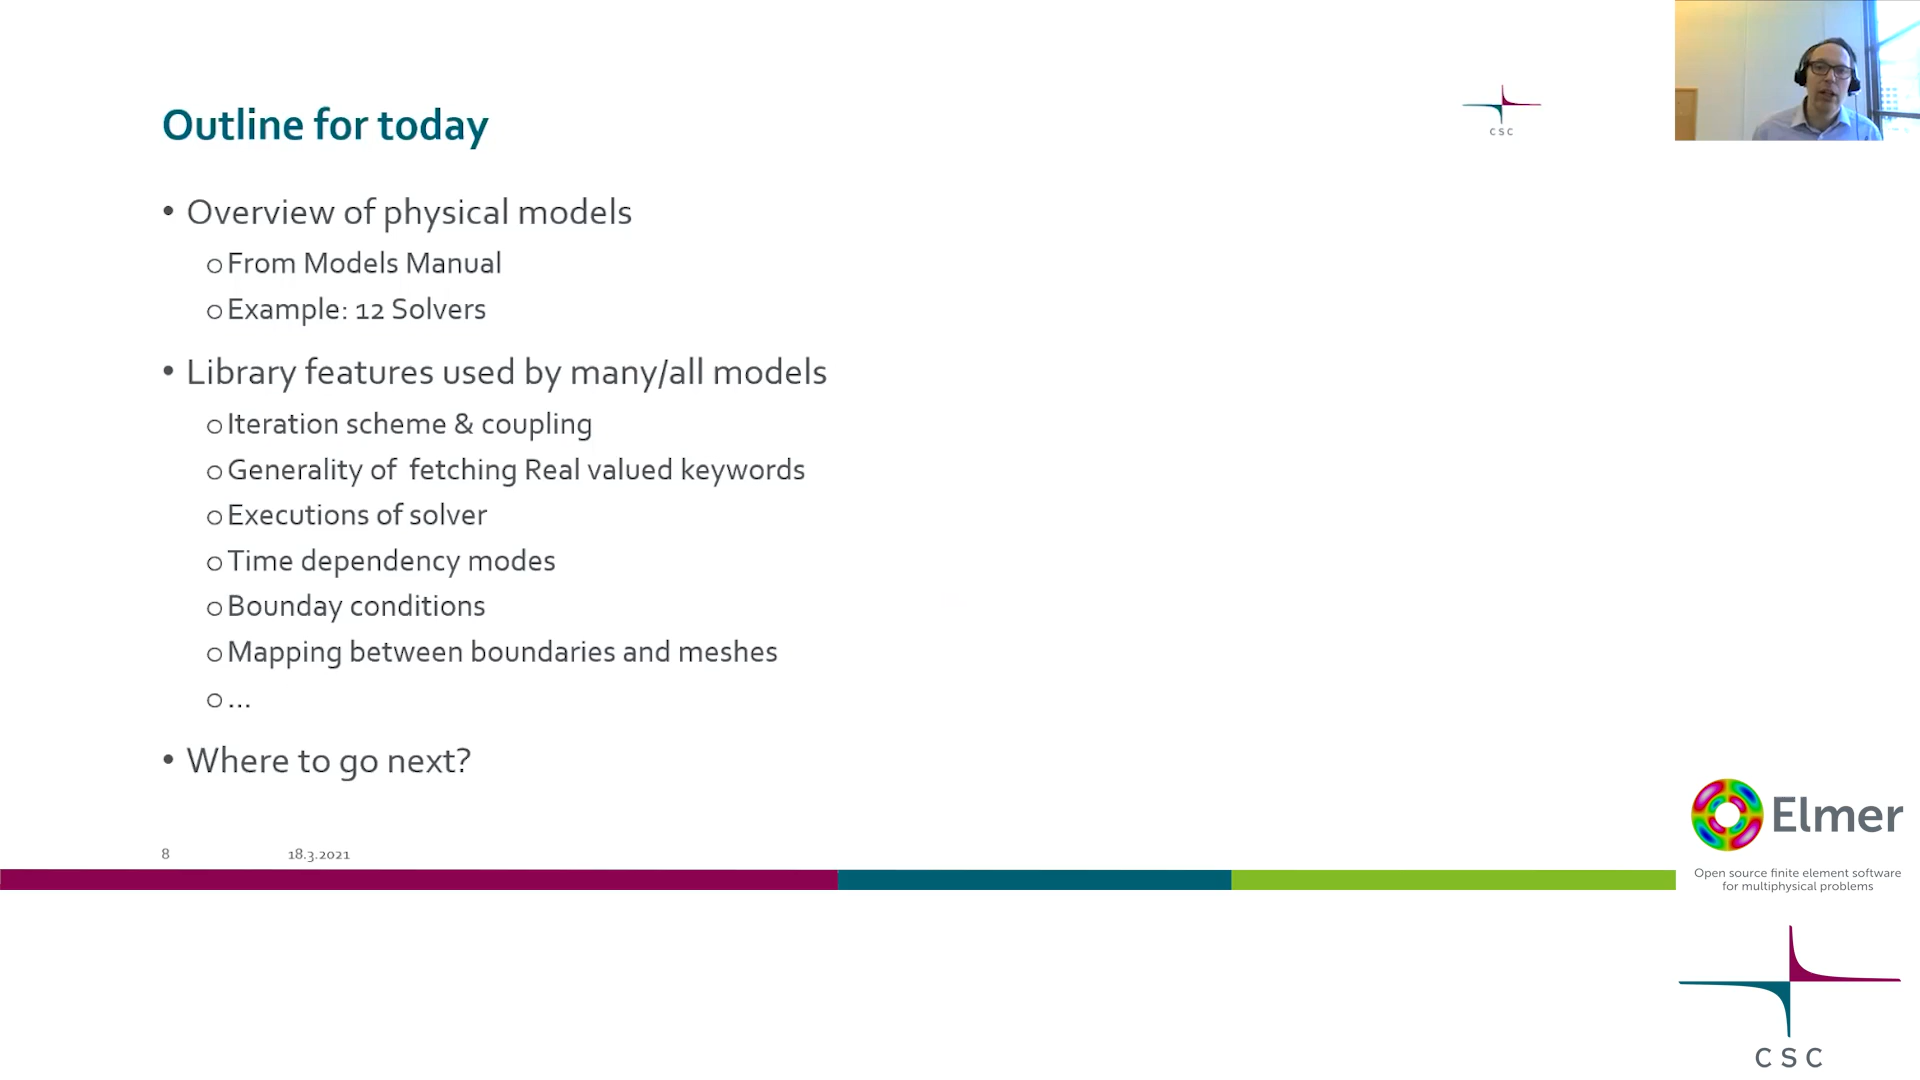 Outline for today
CSC
• Overview of physical models
o From Models Manual
o Example: 12 Solvers
• Library features used by many/all models
o Iteration scheme & coupling
o Generality of fetching Real valued keywords
o Executions of solver
o Time dependency modes
o Bounday conditions
o Mapping between boundaries and meshes
o ...
• Where to go next?
8 18.3.2021
Elmer
Open source finite element software
for multiphysical problems
CSC